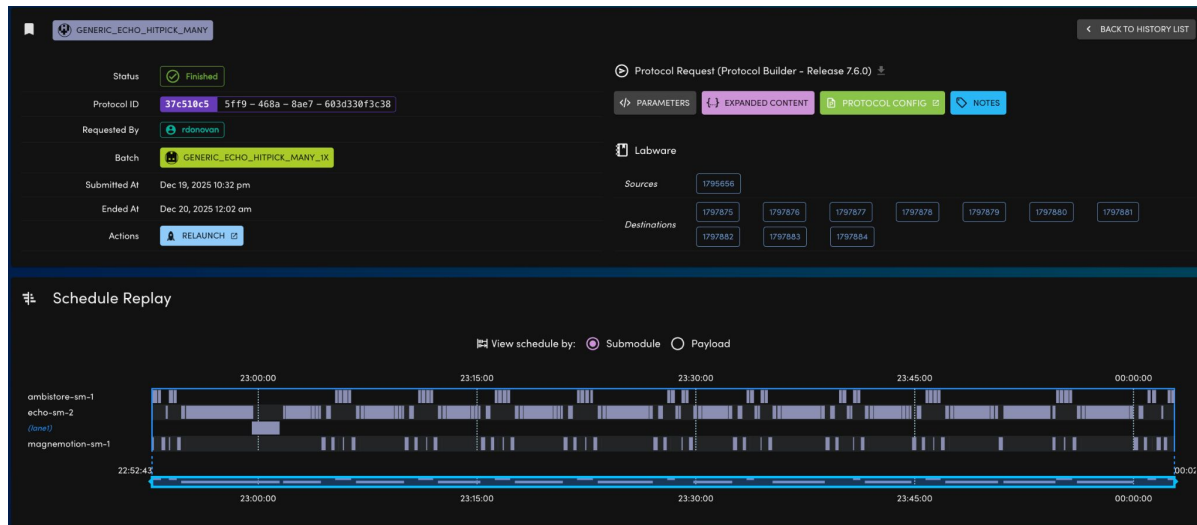 GENERIC_ECHO_HITPICK_MANY
BACK TO HISTORY LIST
Status Finished
Protocol ID 37c510c5 5ff9 – 468a – 8ae7 – 603d330f3c38
Requested By rdonovan
Batch GENERIC_ECHO_HITPICK_MANY_1X
Submitted At Dec 19, 2025 10:32 pm
Ended At Dec 20, 2025 12:02 am
Actions RELAUNCH
Protocol Request (Protocol Builder - Release 7.6.0)
</> PARAMETERS {..} EXPANDED CONTENT PROTOCOL CONFIG NOTES
Labware
Sources 1795656
Destinations
1797875 1797876 1797877 1797878 1797879 1797880 1797881
1797882 1797883 1797884
Schedule Replay
View schedule by: Submodule Payload
23:00:00 23:15:00 23:30:00 23:45:00 00:00:00
ambistore-sm-1
echo-sm-2
(lane1)
magnemotion-sm-1
22:52:43 00:02
23:00:00 23:15:00 23:30:00 23:45:00 00:00:00